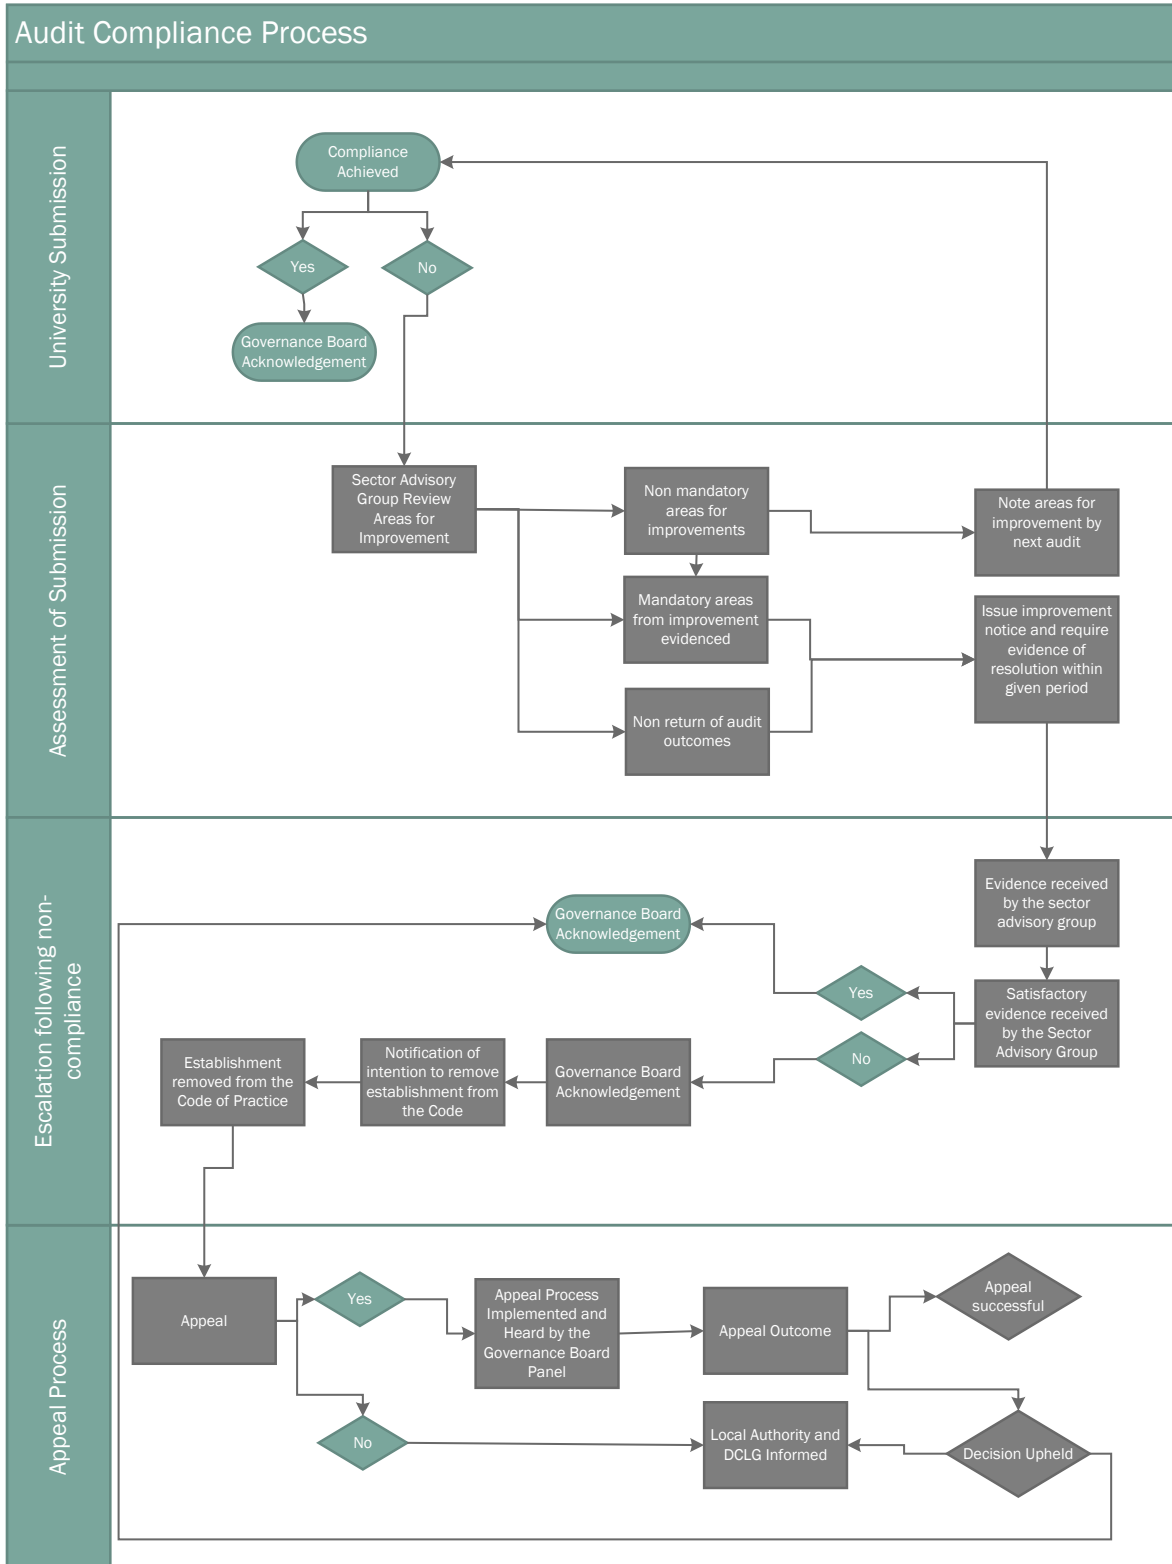 Audit Compliance Process
University Submission
Compliance
Achieved
Yes
No
Governance Board
Acknowledgement
Assessment of Submission
Sector Advisory
Group Review
Areas for
Improvement
Non mandatory
areas for
improvements
Note areas for
improvement by
next audit
Mandatory areas
from improvement
evidenced
Issue improvement
notice and require
evidence of
resolution within
given period
Non return of audit
outcomes
Escalation following non-
compliance
Evidence received
by the sector
advisory group
Governance Board
Acknowledgement
Yes
Satisfactory
evidence received
by the Sector
Advisory Group
No
Governance Board
Acknowledgement
Notification of
intention to remove
establishment from
the Code
Establishment
removed from the
Code of Practice
Appeal Process
Appeal
Yes
Appeal Process
Implemented and
Heard by the
Governance Board
Panel
Appeal Outcome
Appeal
successful
No
Local Authority and
DCLG Informed
Decision Upheld